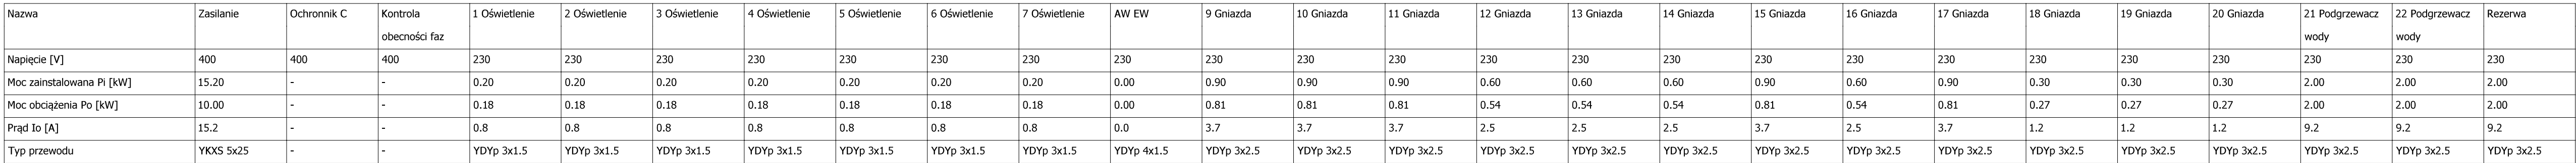 Nazwa Zasilanie Ochronnik C Kontrola obecności faz 1 Oświetlenie 2 Oświetlenie 3 Oświetlenie 4 Oświetlenie 5 Oświetlenie 6 Oświetlenie 7 Oświetlenie AW EW 9 Gniazda 10 Gniazda 11 Gniazda 12 Gniazda 13 Gniazda 14 Gniazda 15 Gniazda 16 Gniazda 17 Gniazda 18 Gniazda 19 Gniazda 20 Gniazda 21 Podgrzewacz wody 22 Podgrzewacz wody Rezerwa
Napięcie [V] 400 400 400 230 230 230 230 230 230 230 230 230 230 230 230 230 230 230 230 230 230 230 230 230 230 230
Moc zainstalowana Pi [kW] 15.20 - - 0.20 0.20 0.20 0.20 0.20 0.20 0.20 0.00 0.90 0.90 0.90 0.60 0.60 0.60 0.90 0.60 0.90 0.30 0.30 0.30 2.00 2.00 2.00
Moc obciążenia Po [kW] 10.00 - - 0.18 0.18 0.18 0.18 0.18 0.18 0.18 0.00 0.81 0.81 0.81 0.54 0.54 0.54 0.81 0.54 0.81 0.27 0.27 0.27 2.00 2.00 2.00
Prąd Io [A] 15.2 - - 0.8 0.8 0.8 0.8 0.8 0.8 0.8 0.0 3.7 3.7 3.7 2.5 2.5 2.5 3.7 2.5 3.7 1.2 1.2 1.2 9.2 9.2 9.2
Typ przewodu YKXS 5x25 - - YDYp 3x1.5 YDYp 3x1.5 YDYp 3x1.5 YDYp 3x1.5 YDYp 3x1.5 YDYp 3x1.5 YDYp 3x1.5 YDYp 4x1.5 YDYp 3x2.5 YDYp 3x2.5 YDYp 3x2.5 YDYp 3x2.5 YDYp 3x2.5 YDYp 3x2.5 YDYp 3x2.5 YDYp 3x2.5 YDYp 3x2.5 YDYp 3x2.5 YDYp 3x2.5 YDYp 3x2.5 YDYp 3x2.5 YDYp 3x2.5 YDYp 3x2.5